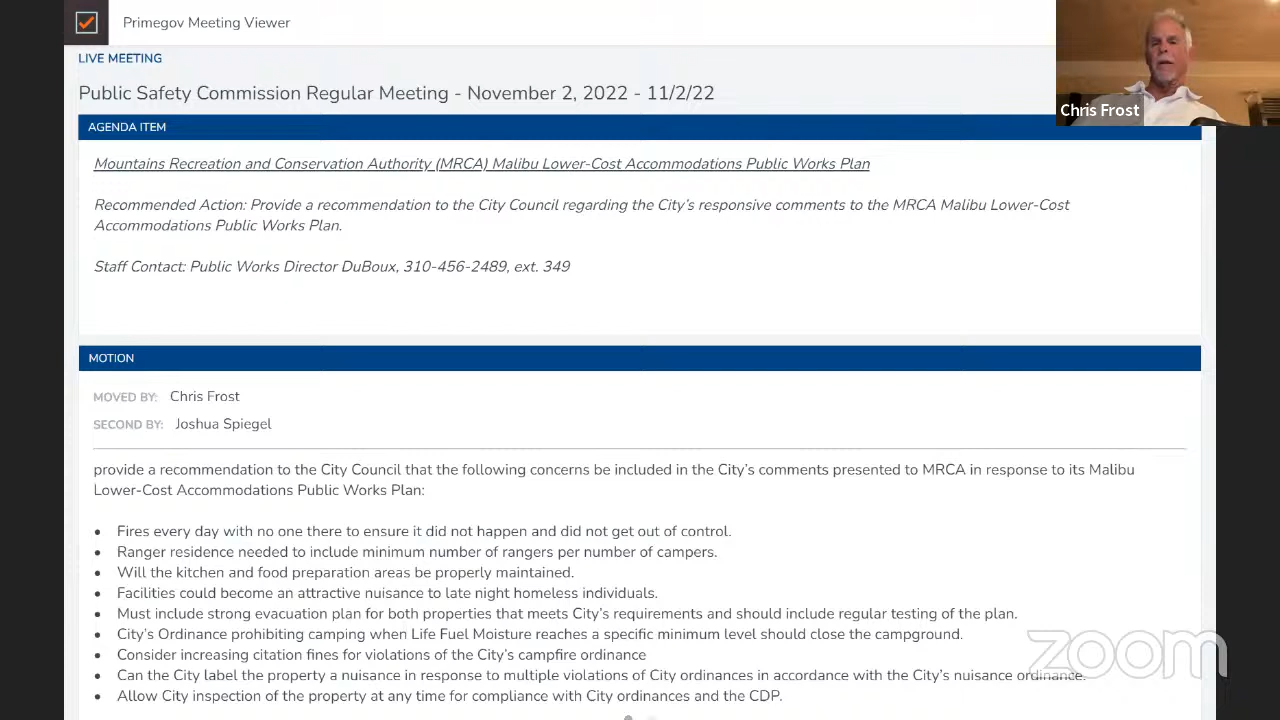 Primegov Meeting Viewer
LIVE MEETING
Public Safety Commission Regular Meeting - November 2, 2022 - 11/2/22
Chris Frost
AGENDA ITEM
Mountains Recreation and Conservation Authority (MRCA) Malibu Lower-Cost Accommodations Public Works Plan
Recommended Action: Provide a recommendation to the City Council regarding the City's responsive comments to the MRCA Malibu Lower-Cost
Accommodations Public Works Plan.
Staff Contact: Public Works Director DuBoux, 310-456-2489, ext. 349
MOTION
MOVED BY: Chris Frost
SECOND BY: Joshua Spiegel
provide a recommendation to the City Council that the following concerns be included in the City's comments presented to MRCA in response to its Malibu
Lower-Cost Accommodations Public Works Plan:
• Fires every day with no one there to ensure it did not happen and did not get out of control.
• Ranger residence needed to include minimum number of rangers per number of campers.
• Will the kitchen and food preparation areas be properly maintained.
• Facilities could become an attractive nuisance to late night homeless individuals.
• Must include strong evacuation plan for both properties that meets City's requirements and should include regular testing of the plan.
• City's Ordinance prohibiting camping when Life Fuel Moisture reaches a specific minimum level should close the campground.
• Consider increasing citation fines for violations of the City's campfire ordinance
• Can the City label the property a nuisance in response to multiple violations of City ordinances in accordance with the City's nuisance ordinance.
• Allow City inspection of the property at any time for compliance with City ordinances and the CDP.
zoom